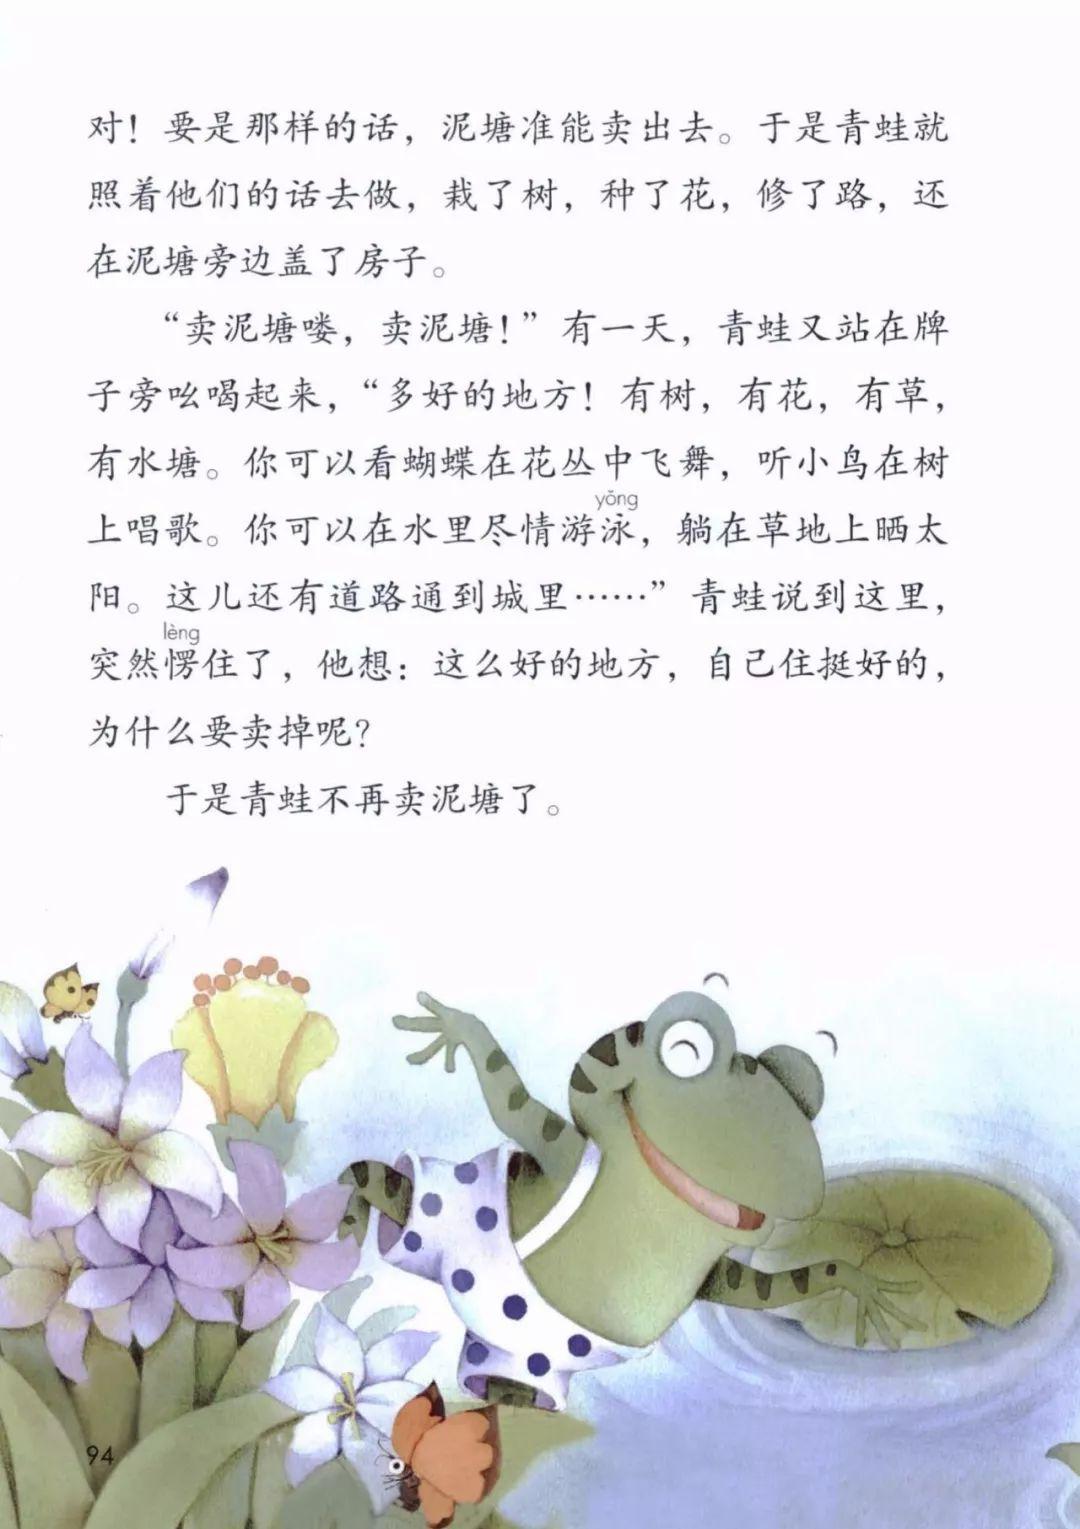 对！要是那样的话，泥塘准能卖出去。于是青蛙就
照着他们的话去做，栽了树，种了花，修了路，还
在泥塘旁边盖了房子。
“卖泥塘喽，卖泥塘！”有一天，青蛙又站在牌
子旁吆喝起来，“多好的地方！有树，有花，有草，
有水塘。你可以看蝴蝶在花丛中飞舞，听小鸟在树
yǒng
上唱歌。你可以在水里尽情游泳，躺在草地上晒太
阳。这儿还有道路通到城里……”青蛙说到这里，
lèng
突然愣住了，他想：这么好的地方，自己住挺好的，
为什么要卖掉呢？
于是青蛙不再卖泥塘了。
94